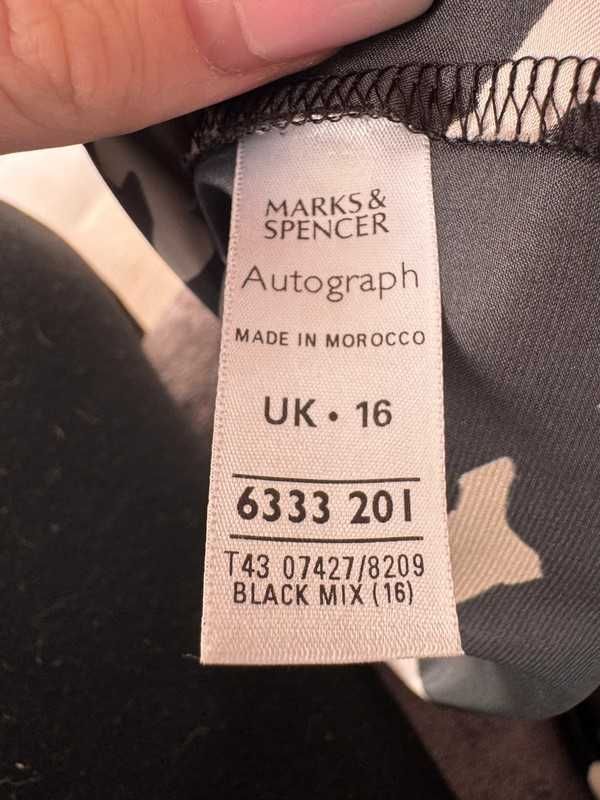 MARKS &
SPENCER
Autograph
MADE IN MOROCCO
UK • 16
6333 201
T43 07427/8209
BLACK MIX (16)